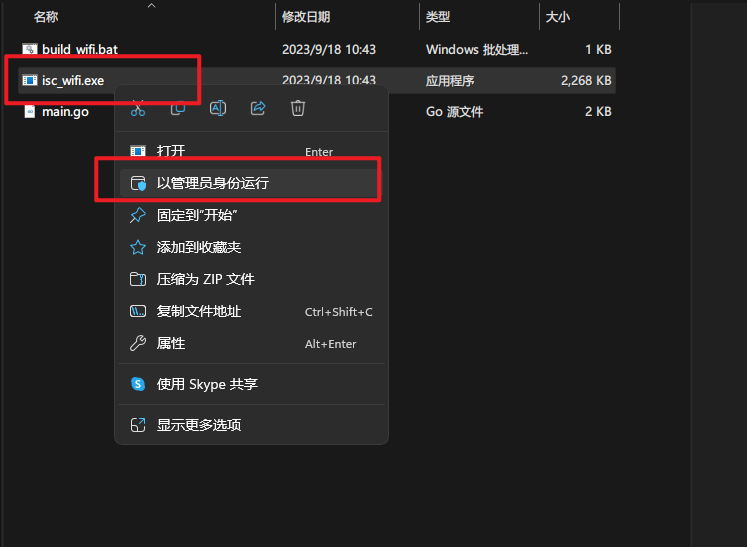 名称 修改日期 类型 大小
build_wifi.bat 2023/9/18 10:43 Windows 批处理... 1 KB
isc_wifi.exe 2023/9/18 10:43 应用程序 2,268 KB
main.go Go 源文件 2 KB
打开 Enter
以管理员身份运行
固定到"开始"
添加到收藏夹
压缩为 ZIP 文件
复制文件地址 Ctrl+Shift+C
属性 Alt+Enter
使用 Skype 共享
显示更多选项